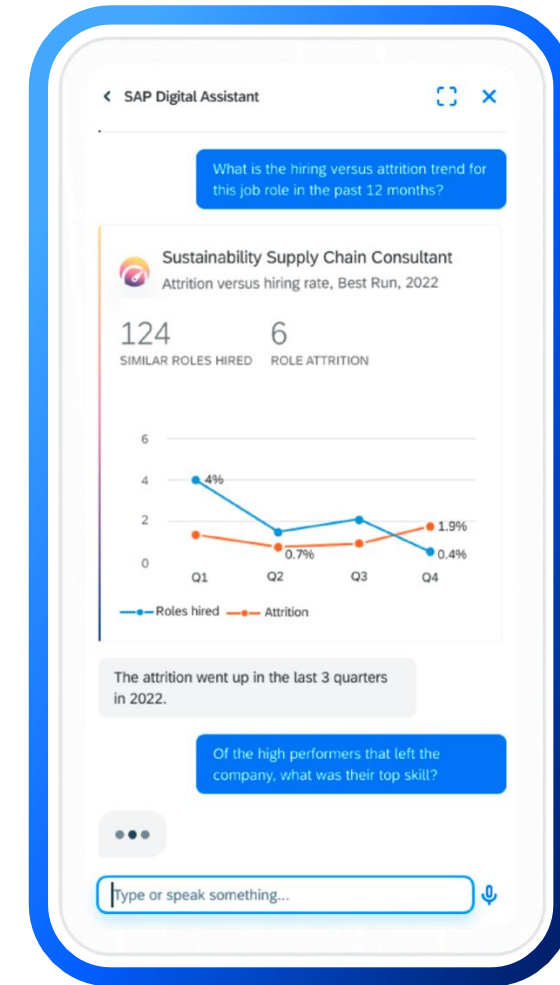 SAP Digital Assistant
What is the hiring versus attrition trend for
this job role in the past 12 months?
Sustainability Supply Chain Consultant
Attrition versus hiring rate, Best Run, 2022
124
6
SIMILAR ROLES HIRED
ROLE ATTRITION
6
4
4%
2
1.9%
0.7%
0.4%
0
Q1
Q2
Q3
Q4
Roles hired
Attrition
The attrition went up in the last 3 quarters
in 2022.
Of the high performers that left the
company, what was their top skill?
Type or speak something...